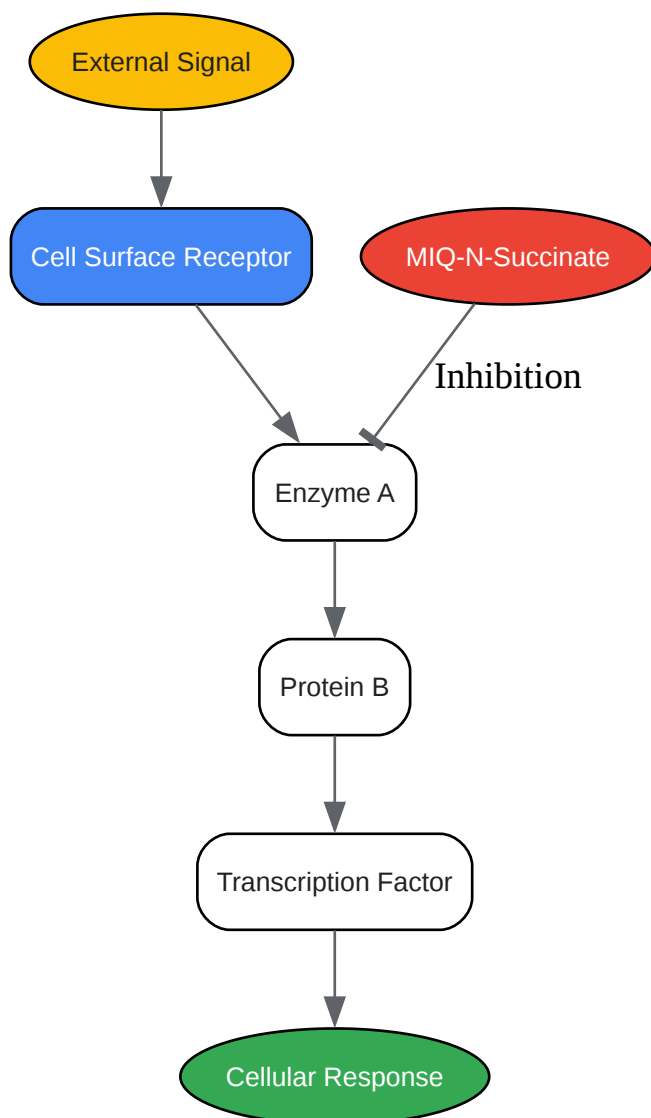 External Signal
Cell Surface Receptor
MIQ-N-Succinate
Inhibition
Enzyme A
Protein B
Transcription Factor
Cellular Response